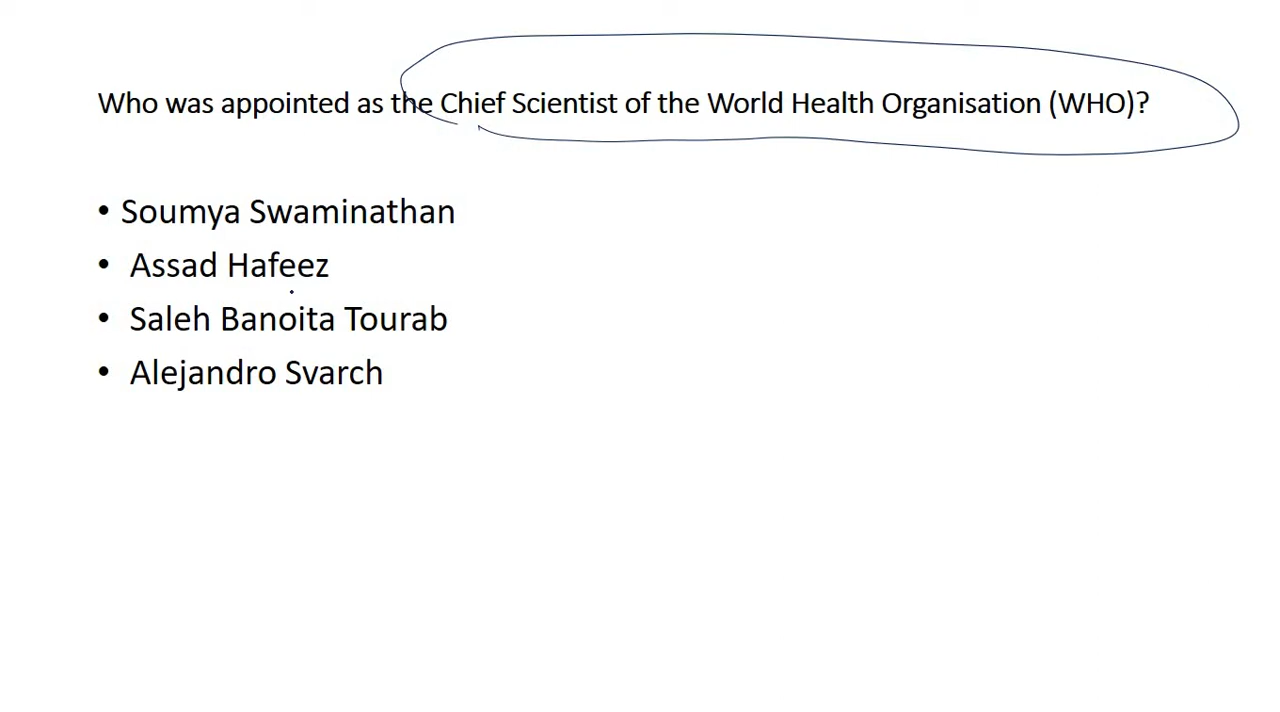 Who was appointed as the Chief Scientist of the World Health Organisation (WHO)?
• Soumya Swaminathan
• Assad Hafeez
• Saleh Banoita Tourab
• Alejandro Svarch